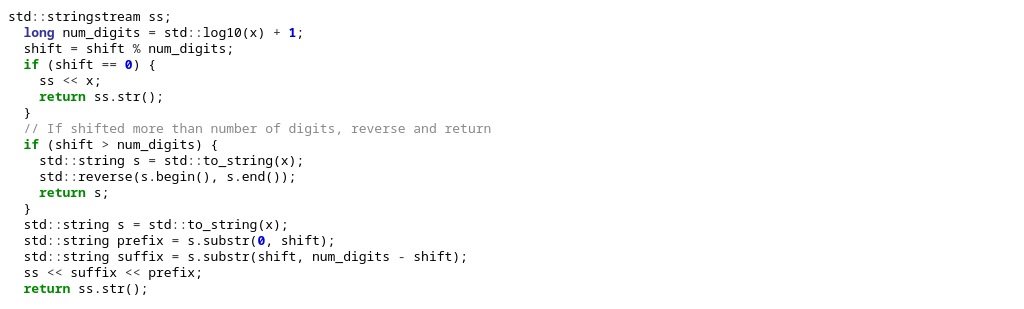 std::stringstream ss;
  long num_digits = std::log10(x) + 1;
  shift = shift % num_digits;
  if (shift == 0) {
    ss << x;
    return ss.str();
  }
  // If shifted more than number of digits, reverse and return
  if (shift > num_digits) {
    std::string s = std::to_string(x);
    std::reverse(s.begin(), s.end());
    return s;
  }
  std::string s = std::to_string(x);
  std::string prefix = s.substr(0, shift);
  std::string suffix = s.substr(shift, num_digits - shift);
  ss << suffix << prefix;
  return ss.str();